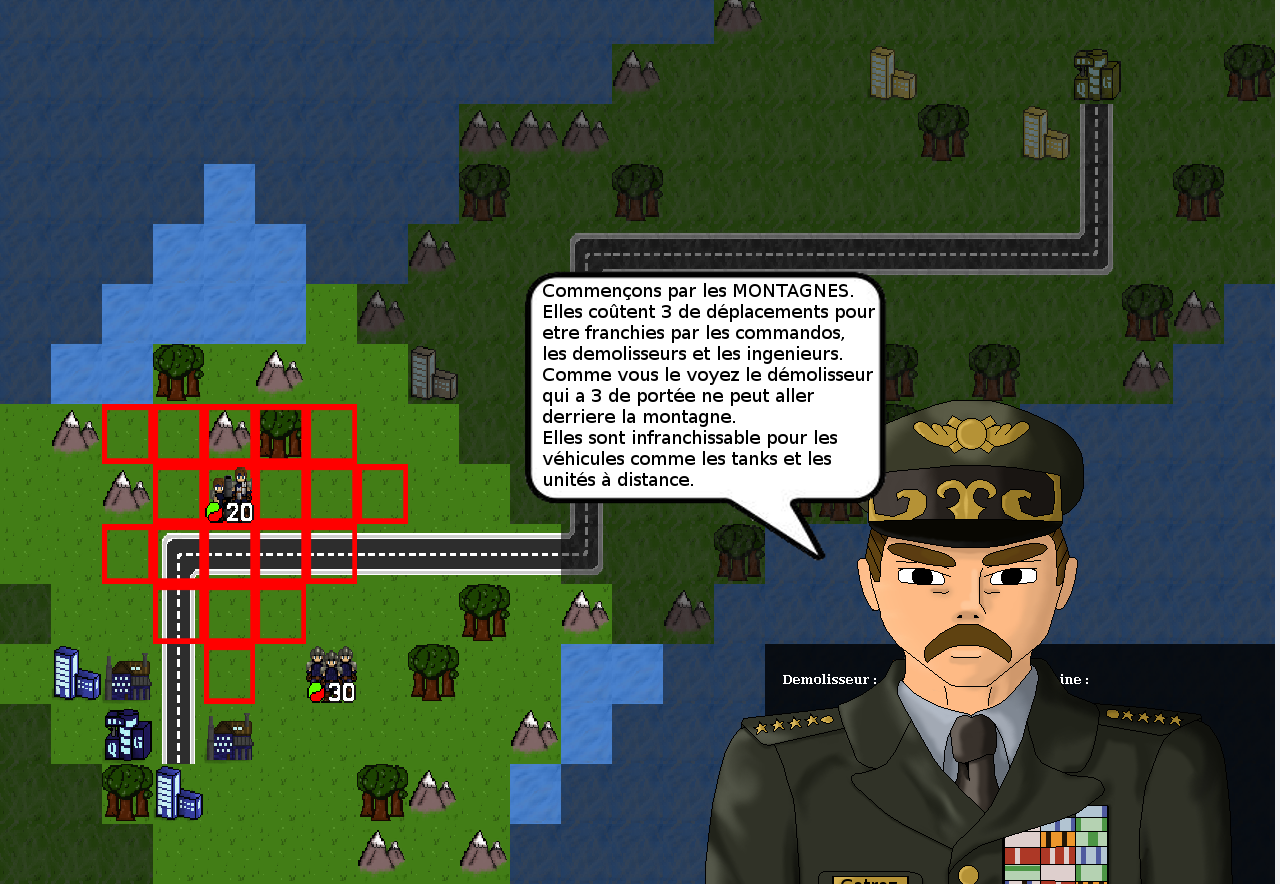 Commençons par les MONTAGNES.
Elles coûtent 3 de déplacements pour
etre franchies par les commandos,
les demolisseurs et les ingenieurs.
Comme vous le voyez le démolisseur
qui a 3 de portée ne peut aller
derriere la montagne.
Elles sont infranchissable pour les
véhicules comme les tanks et les
unités à distance.
20
Demolisseur :
ine :
30